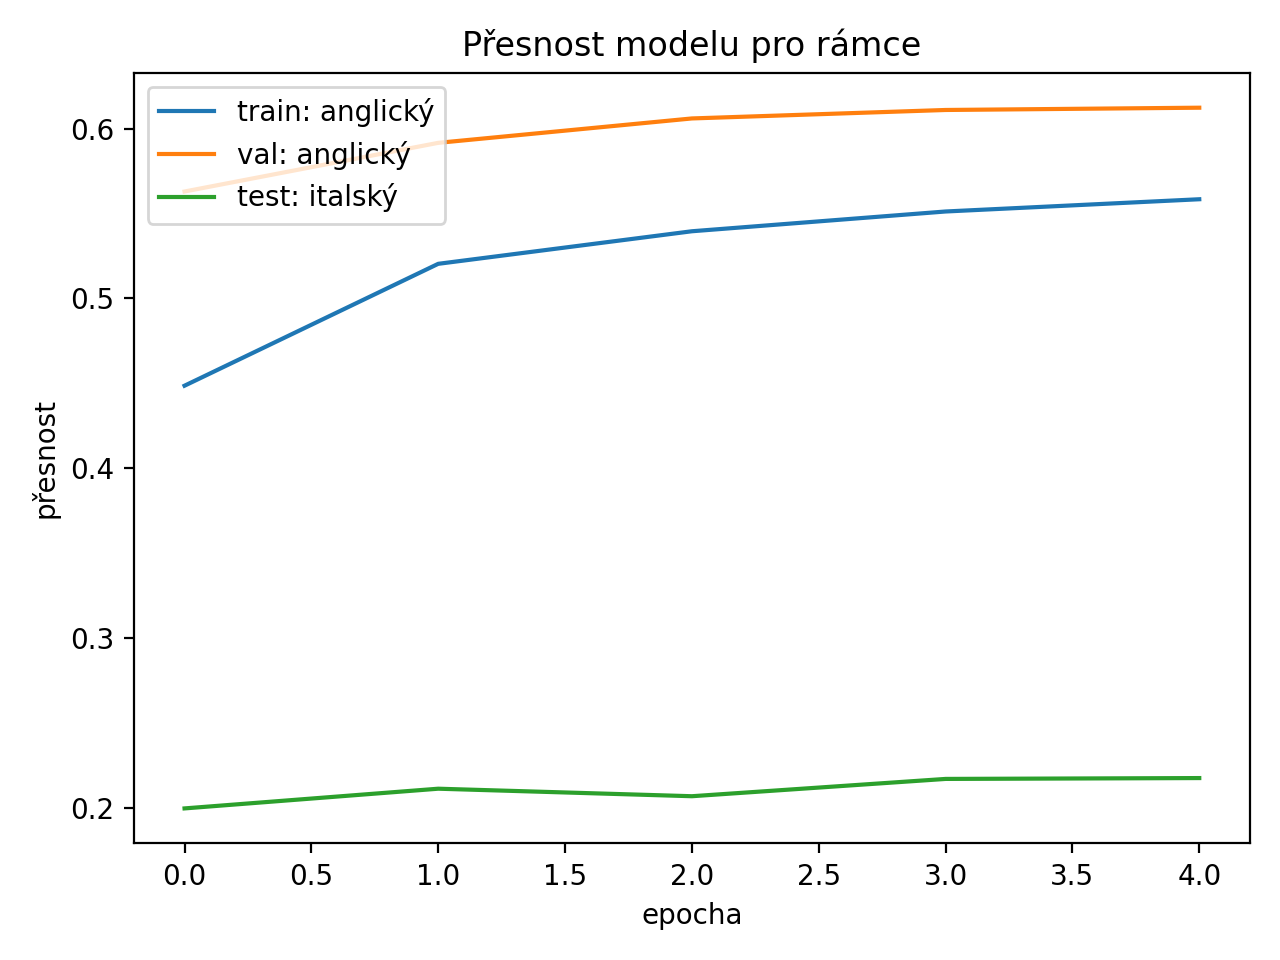 Přesnost modelu pro rámce
train: anglický
val: anglický
test: italský
0.6
0.5
0.4
0.3
0.2
přesnost
0.0 0.5 1.0 1.5 2.0 2.5 3.0 3.5 4.0
epocha